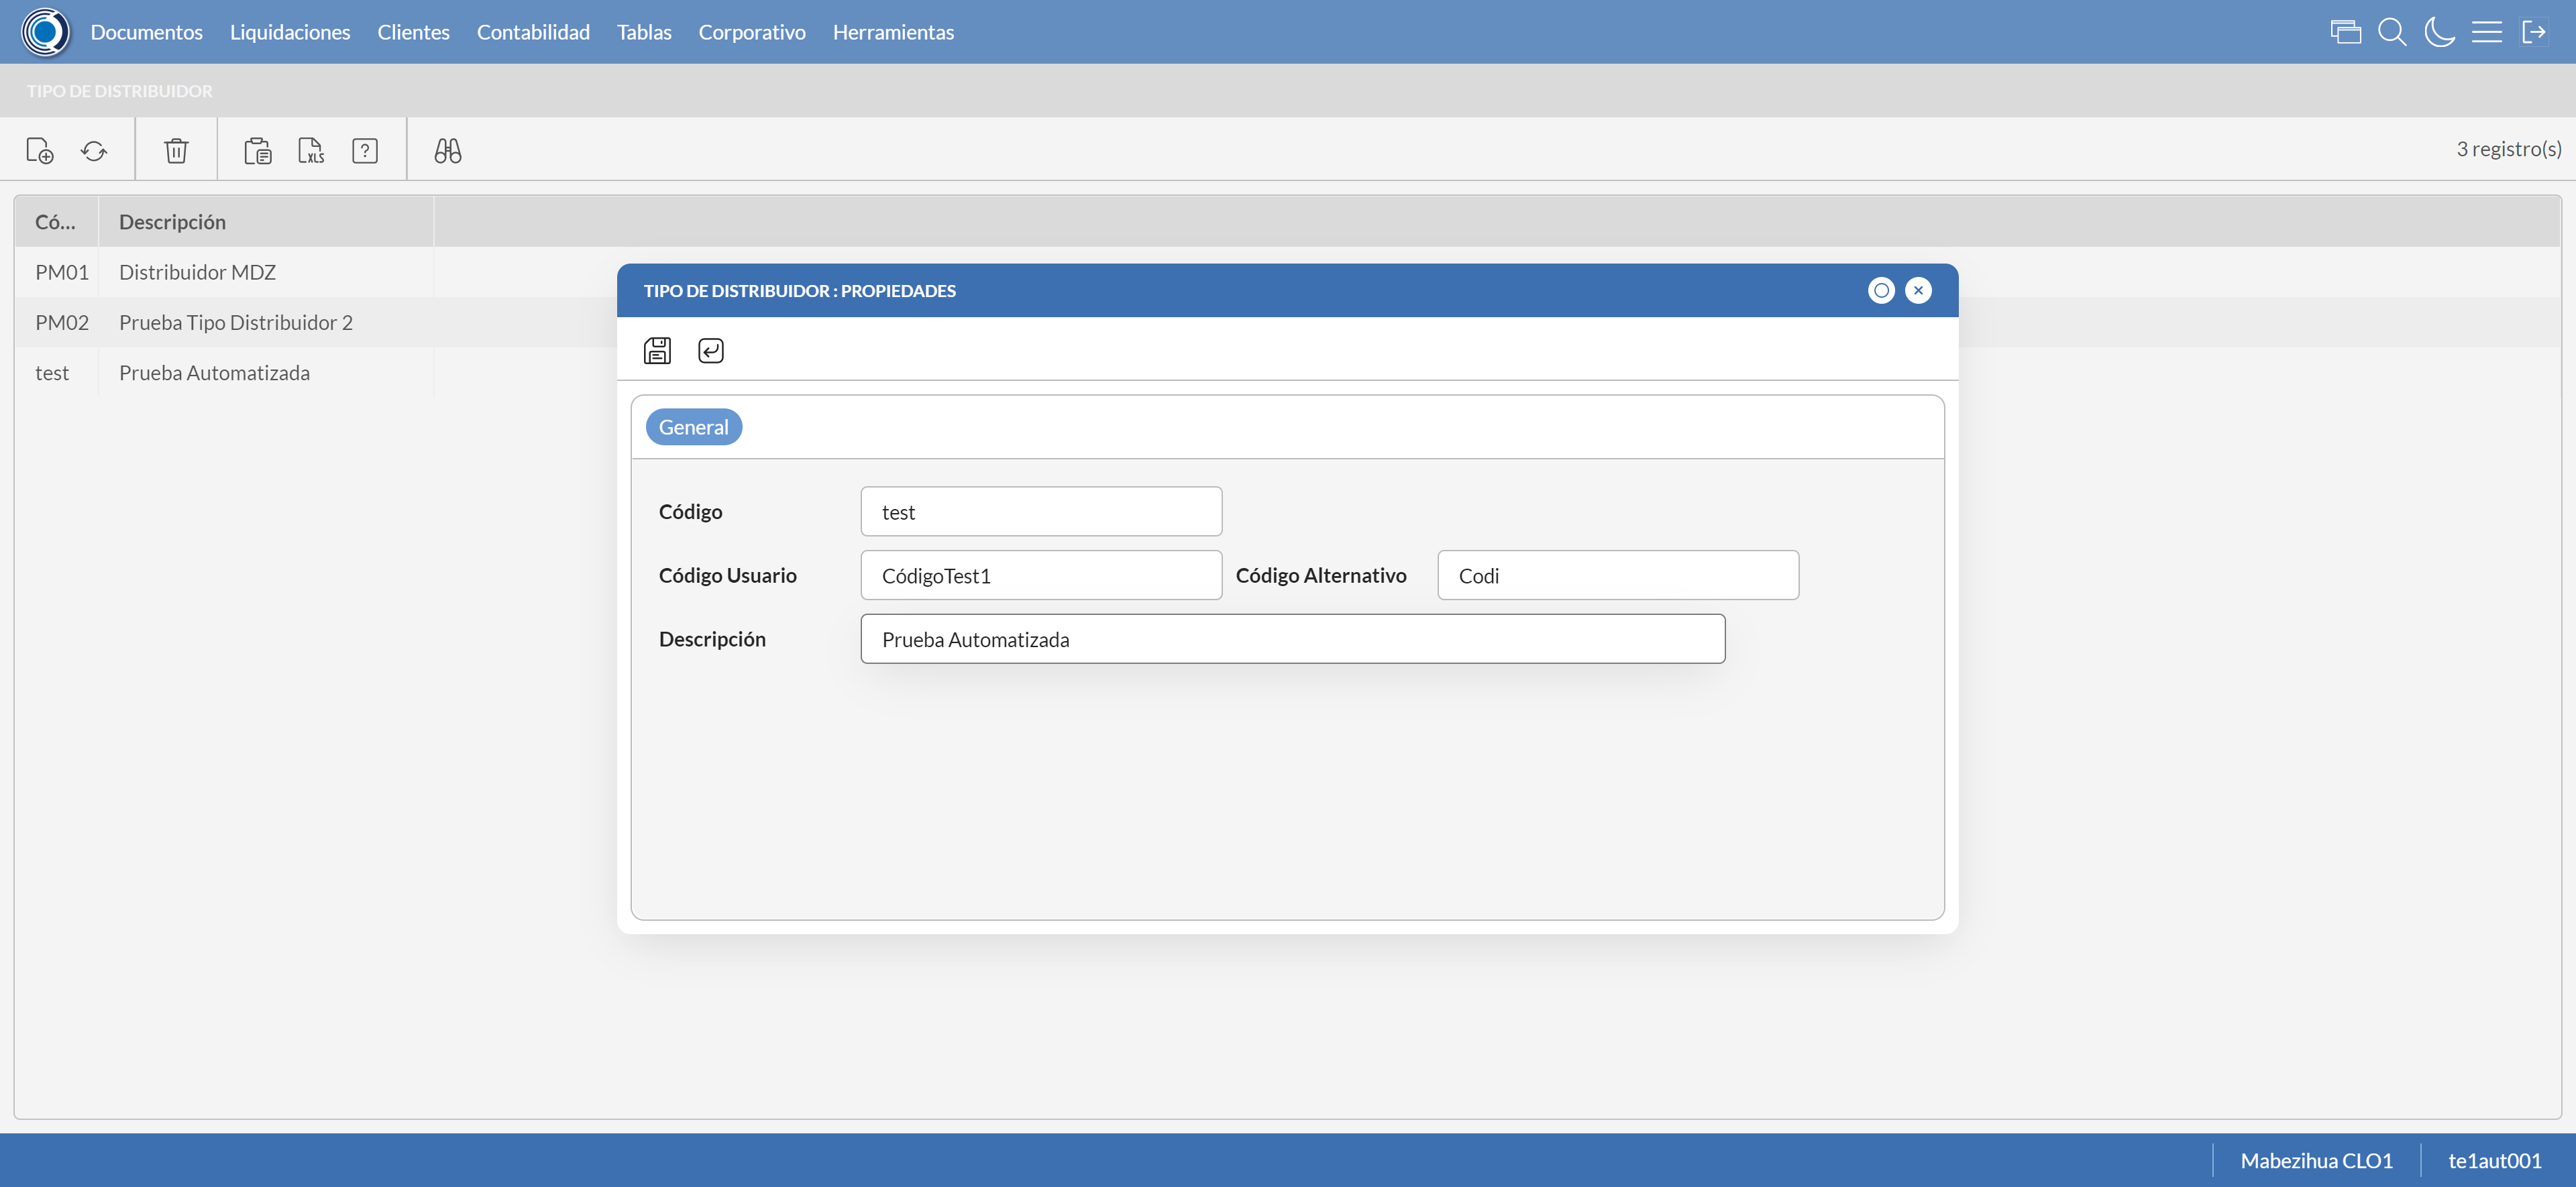 Documentos Liquidaciones Clientes Contabilidad Tablas Corporativo Herramientas
TIPO DE DISTRIBUIDOR
XLS ? 3 registro(s)
Có... Descripción
PM01 Distribuidor MDZ
PM02 Prueba Tipo Distribuidor 2
test Prueba Automatizada
TIPO DE DISTRIBUIDOR : PROPIEDADES
General
Código test
Código Usuario CódigoTest1 Código Alternativo Codi
Descripción Prueba Automatizada
Mabezihua CLO1 te1aut001